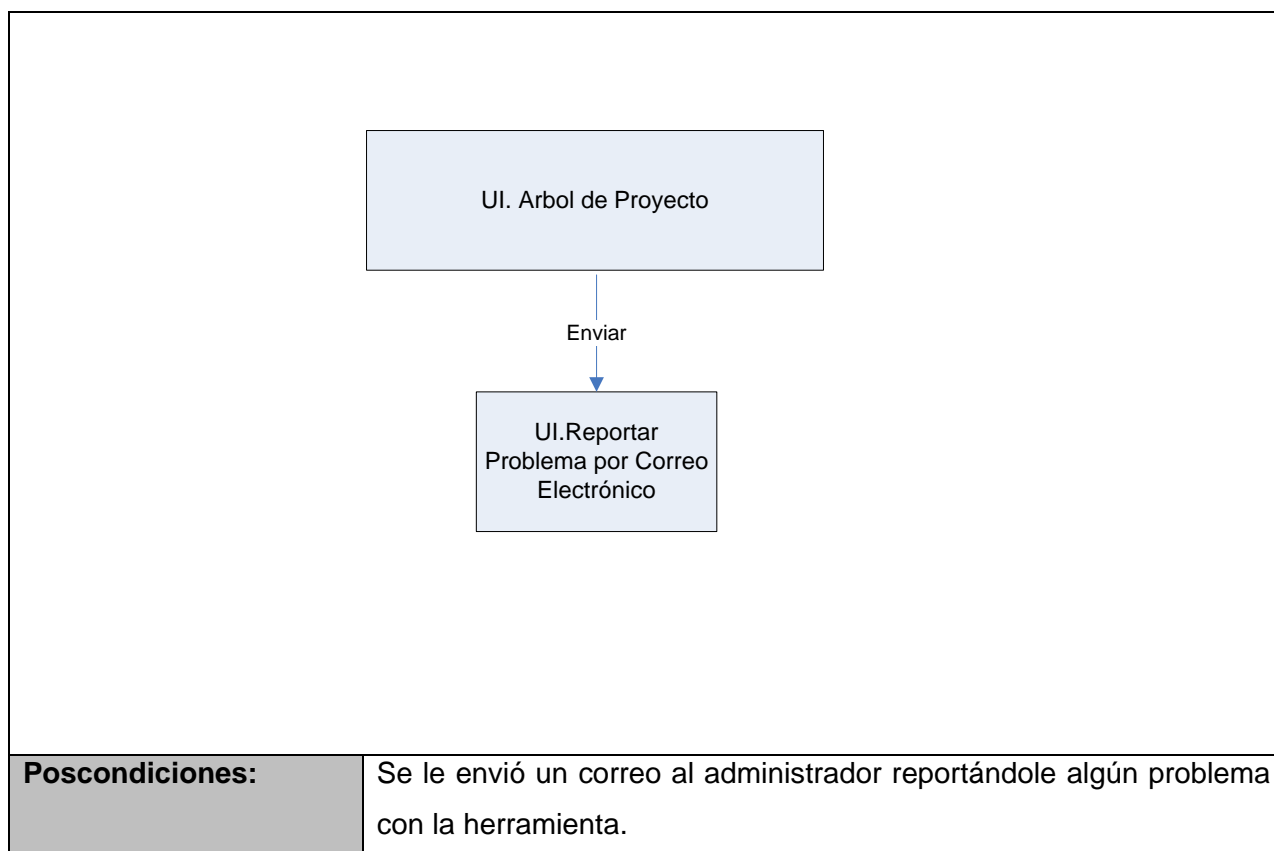 UI. Arbol de Proyecto
Enviar
UI.Reportar
Problema por Correo
Electrónico
Poscondiciones:
Se le envió un correo al administrador reportándole algún problema
con la herramienta.